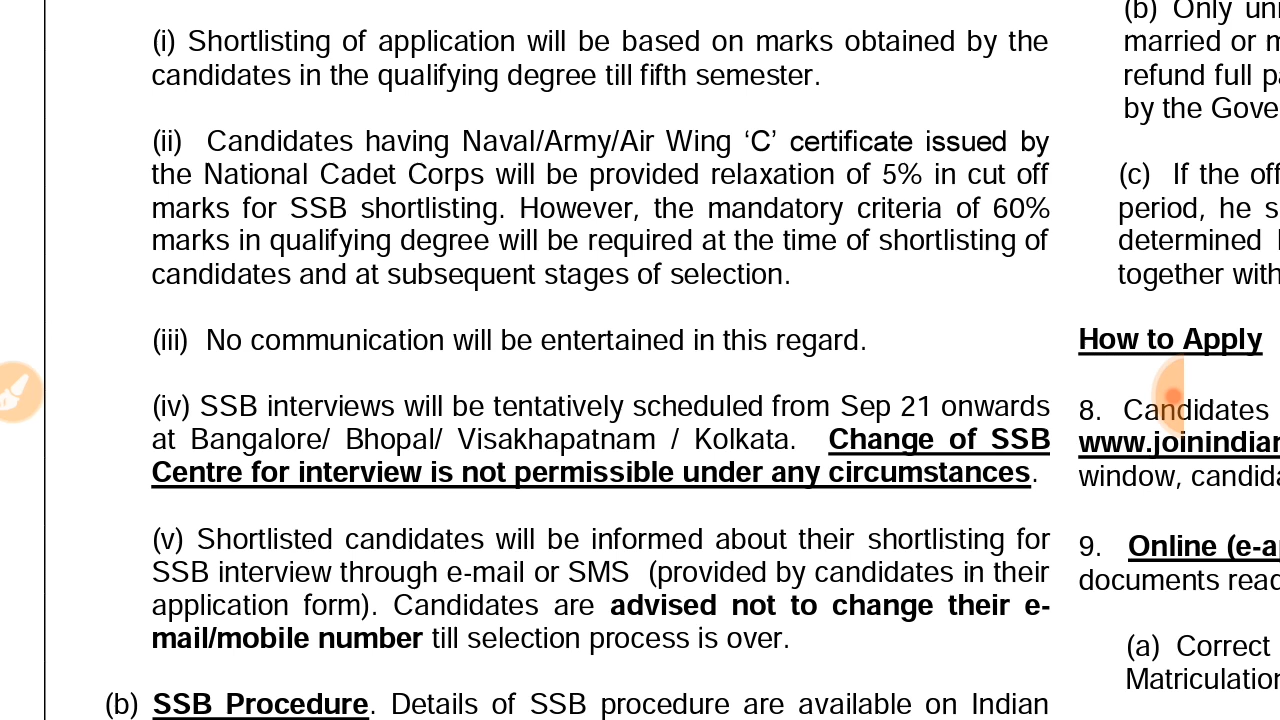 (i) Shortlisting of application will be based on marks obtained by the
candidates in the qualifying degree till fifth semester.
(ii) Candidates having Naval/Army/Air Wing ‘C’ certificate issued by
the National Cadet Corps will be provided relaxation of 5% in cut off
marks for SSB shortlisting. However, the mandatory criteria of 60%
marks in qualifying degree will be required at the time of shortlisting of
candidates and at subsequent stages of selection.
(iii) No communication will be entertained in this regard.
(iv) SSB interviews will be tentatively scheduled from Sep 21 onwards
at Bangalore/ Bhopal/ Visakhapatnam / Kolkata. Change of SSB
Centre for interview is not permissible under any circumstances.
(v) Shortlisted candidates will be informed about their shortlisting for
SSB interview through e-mail or SMS (provided by candidates in their
application form). Candidates are advised not to change their e-
mail/mobile number till selection process is over.
(b) SSB Procedure. Details of SSB procedure are available on Indian
(b) Only
married or
refund full
by the
(c) If the
period, he
determined
together with
How to Apply
8. Candidates
window,
9. Online
documents
(a) Correct